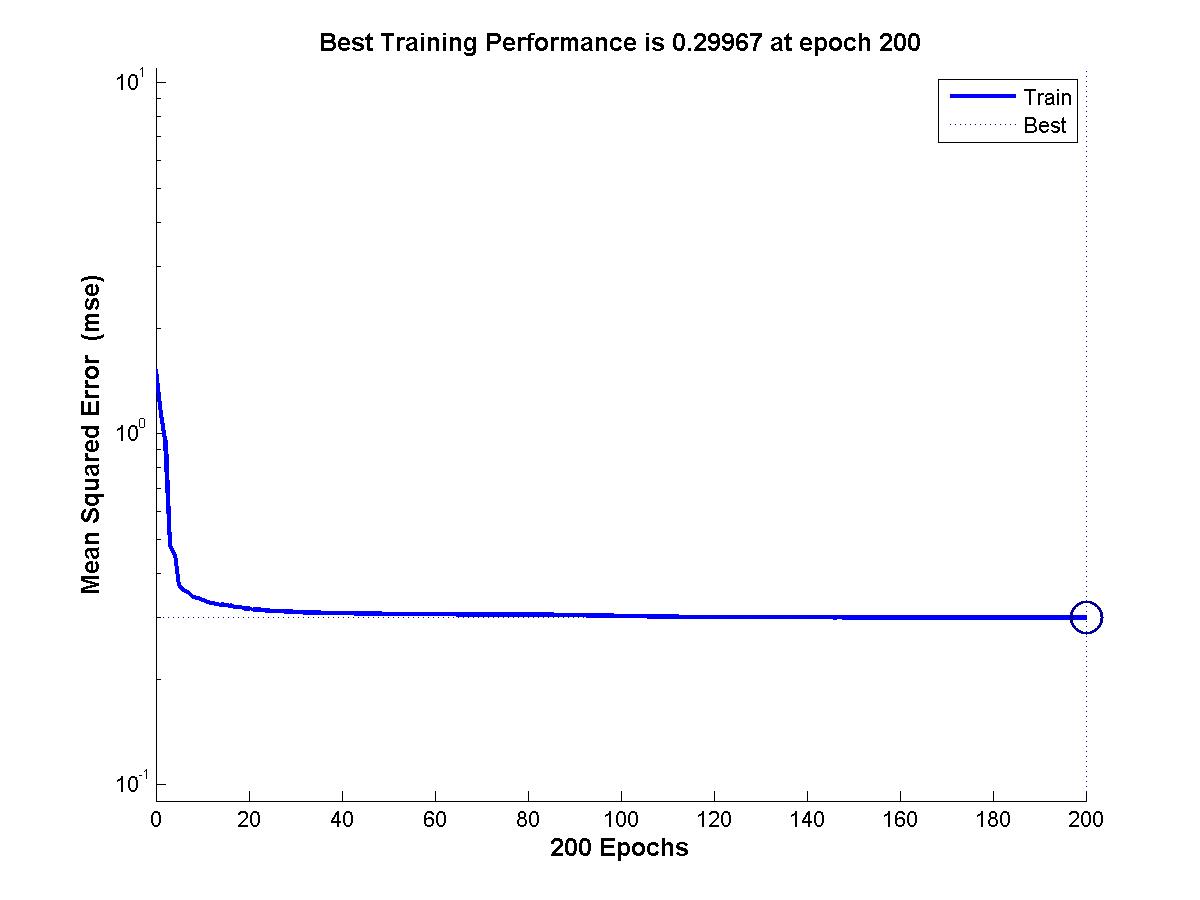 Best Training Performance is 0.29967 at epoch 200
10^1
Train
Best
Mean Squared Error (mse)
10^0
10^-1
0 20 40 60 80 100 120 140 160 180 200
200 Epochs